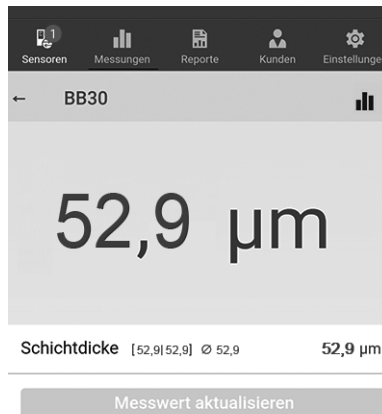 1
Sensoren Messungen Reporte Kunden Einstellunge
← BB30
52,9 µm
Schichtdicke [52,9|52,9] Ø 52,9 52,9 µm
Messwert aktualisieren